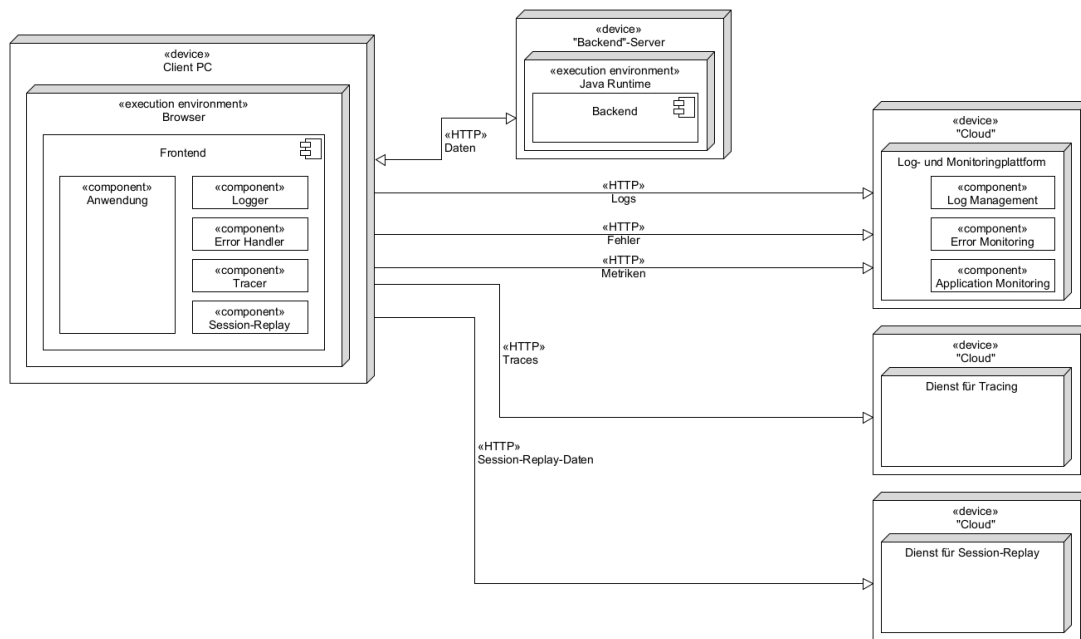 «device»
Client PC
«execution environment»
Browser
Frontend
«component»
Anwendung
«component»
Logger
«component»
Error Handler
«component»
Tracer
«component»
Session-Replay
«device»
"Backend"-Server
«execution environment»
Java Runtime
Backend
«HTTP»
Daten
«HTTP»
Logs
«HTTP»
Fehler
«HTTP»
Metriken
«HTTP»
Traces
«HTTP»
Session-Replay-Daten
«device»
"Cloud"
Log- und Monitoringplattform
«component»
Log Management
«component»
Error Monitoring
«component»
Application Monitoring
«device»
"Cloud"
Dienst für Tracing
«device»
"Cloud"
Dienst für Session-Replay